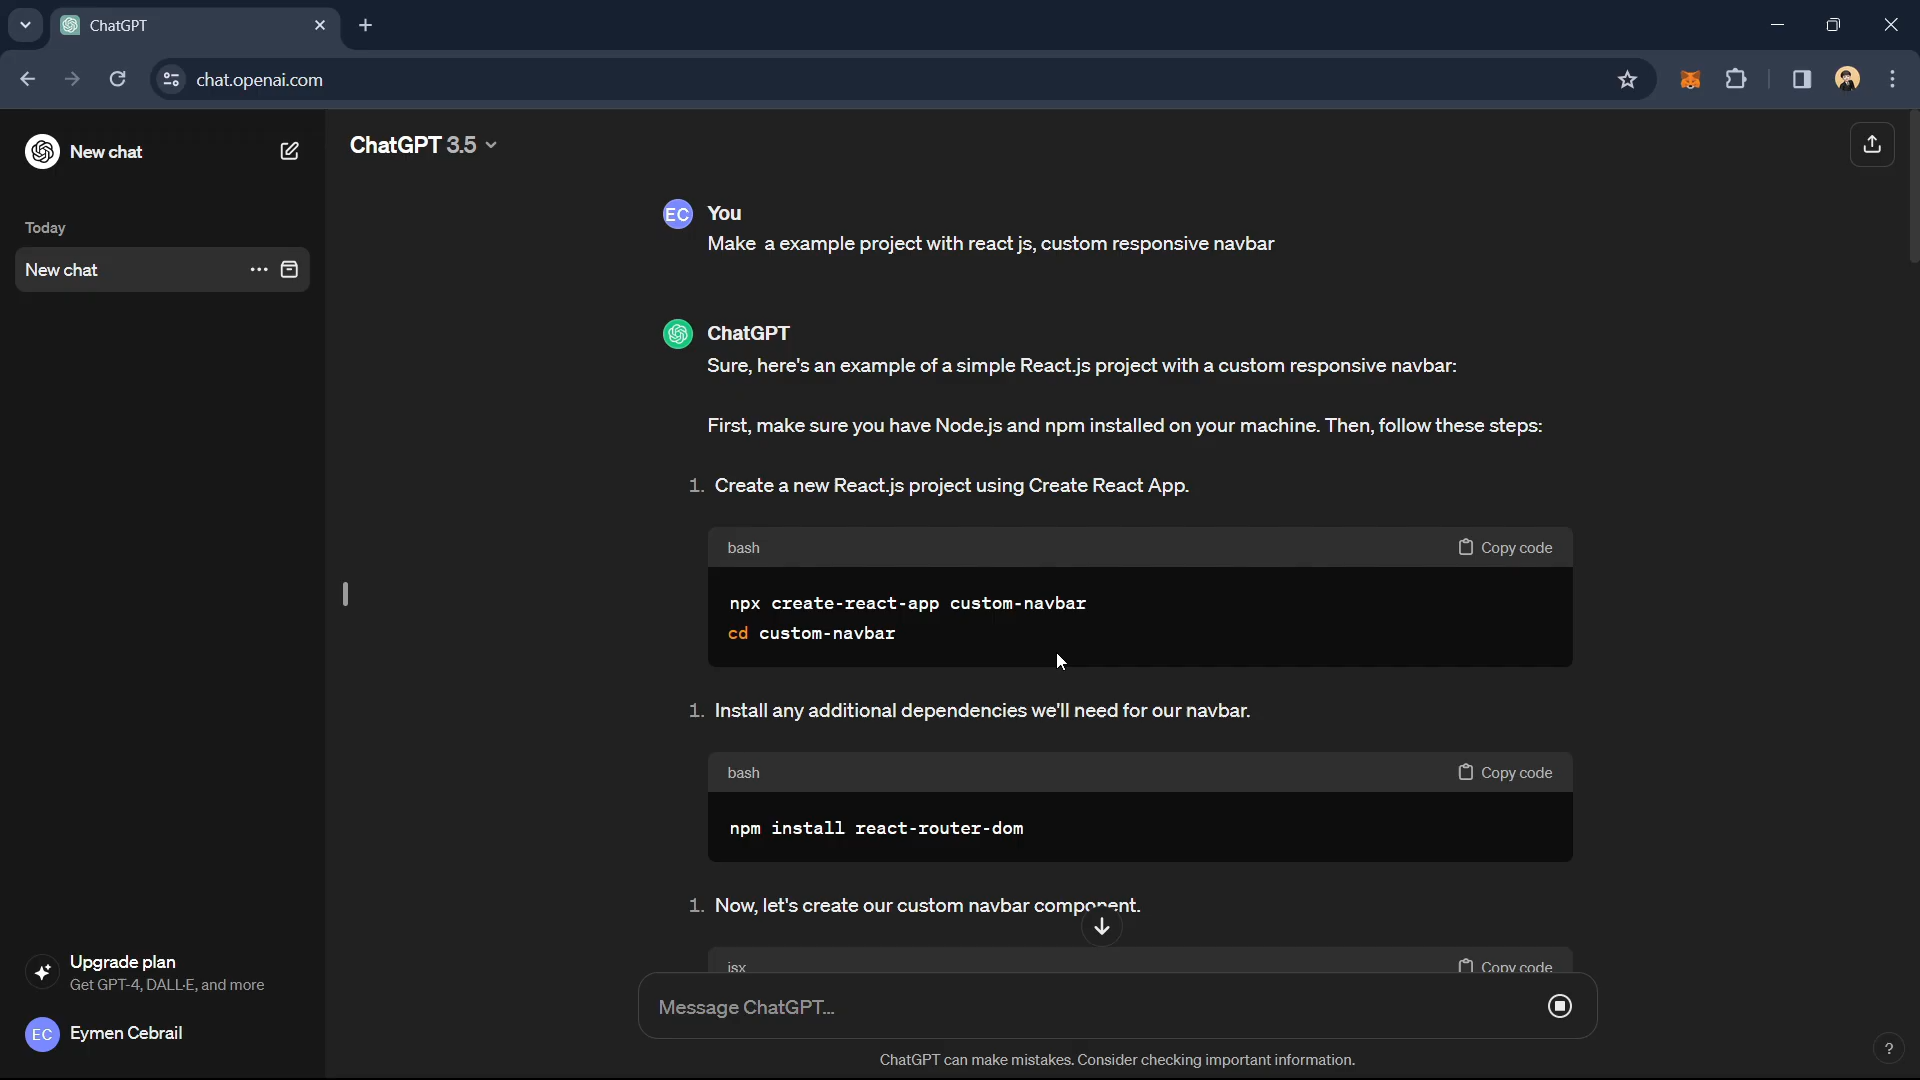 ChatGPT
chat.openai.com
New chat
Today
New chat
Upgrade plan
Get GPT-4, DALL·E, and more
EC
Eymen Cebrail
ChatGPT 3.5
EC
You
Make  a example project with react js, custom responsive navbar
ChatGPT
Sure, here's an example of a simple React.js project with a custom responsive navbar:
First, make sure you have Node.js and npm installed on your machine. Then, follow these steps:
1. Create a new React.js project using Create React App.
bash Copy code
npx create-react-app custom-navbar
cd custom-navbar
1. Install any additional dependencies we'll need for our navbar.
bash Copy code
npm install react-router-dom
1. Now, let's create our custom navbar component.
jsx Copy code
Message ChatGPT...
ChatGPT can make mistakes. Consider checking important information.
?